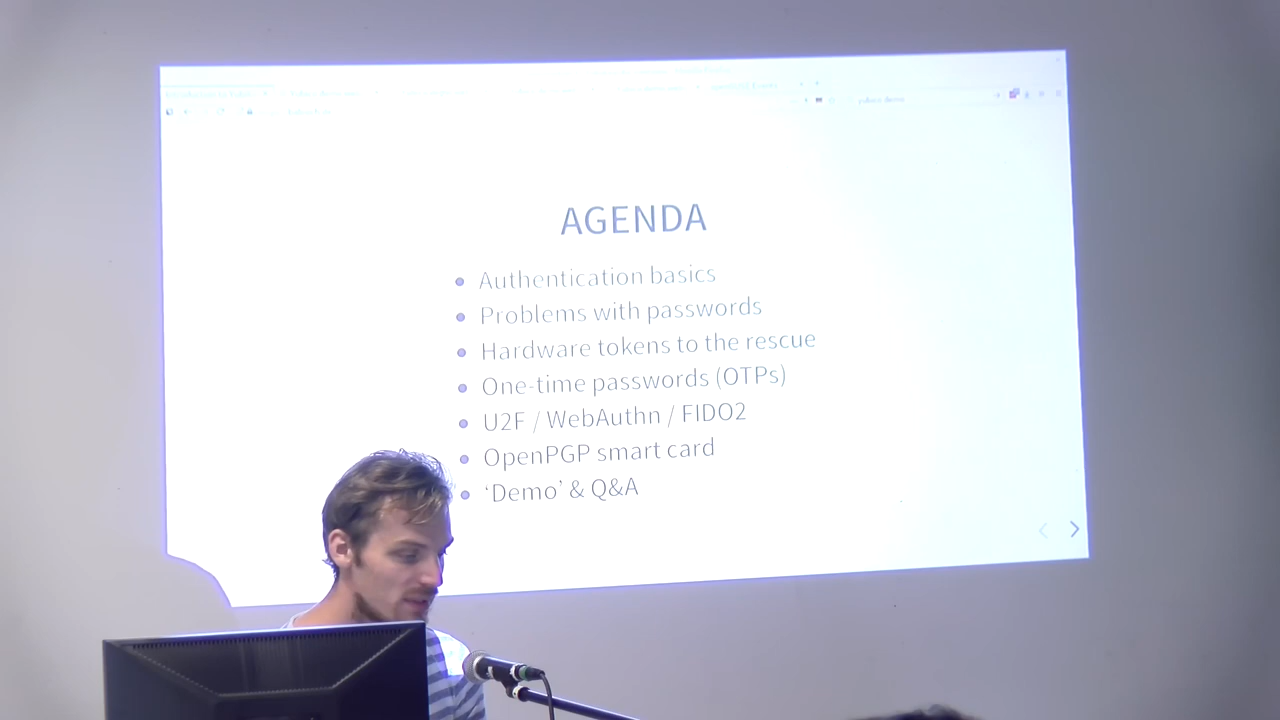 AGENDA
Authentication basics
Problems with passwords
Hardware tokens to the rescue
One-time passwords (OTPs)
U2F / WebAuthn / FIDO2
OpenPGP smart card
‘Demo’ & Q&A